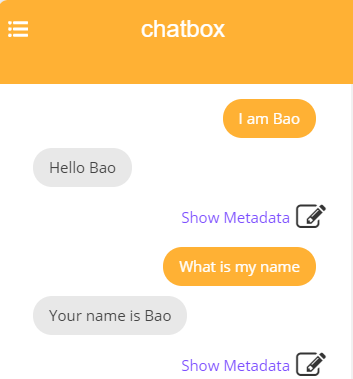 chatbox
I am Bao
Hello Bao
Show Metadata
What is my name
Your name is Bao
Show Metadata